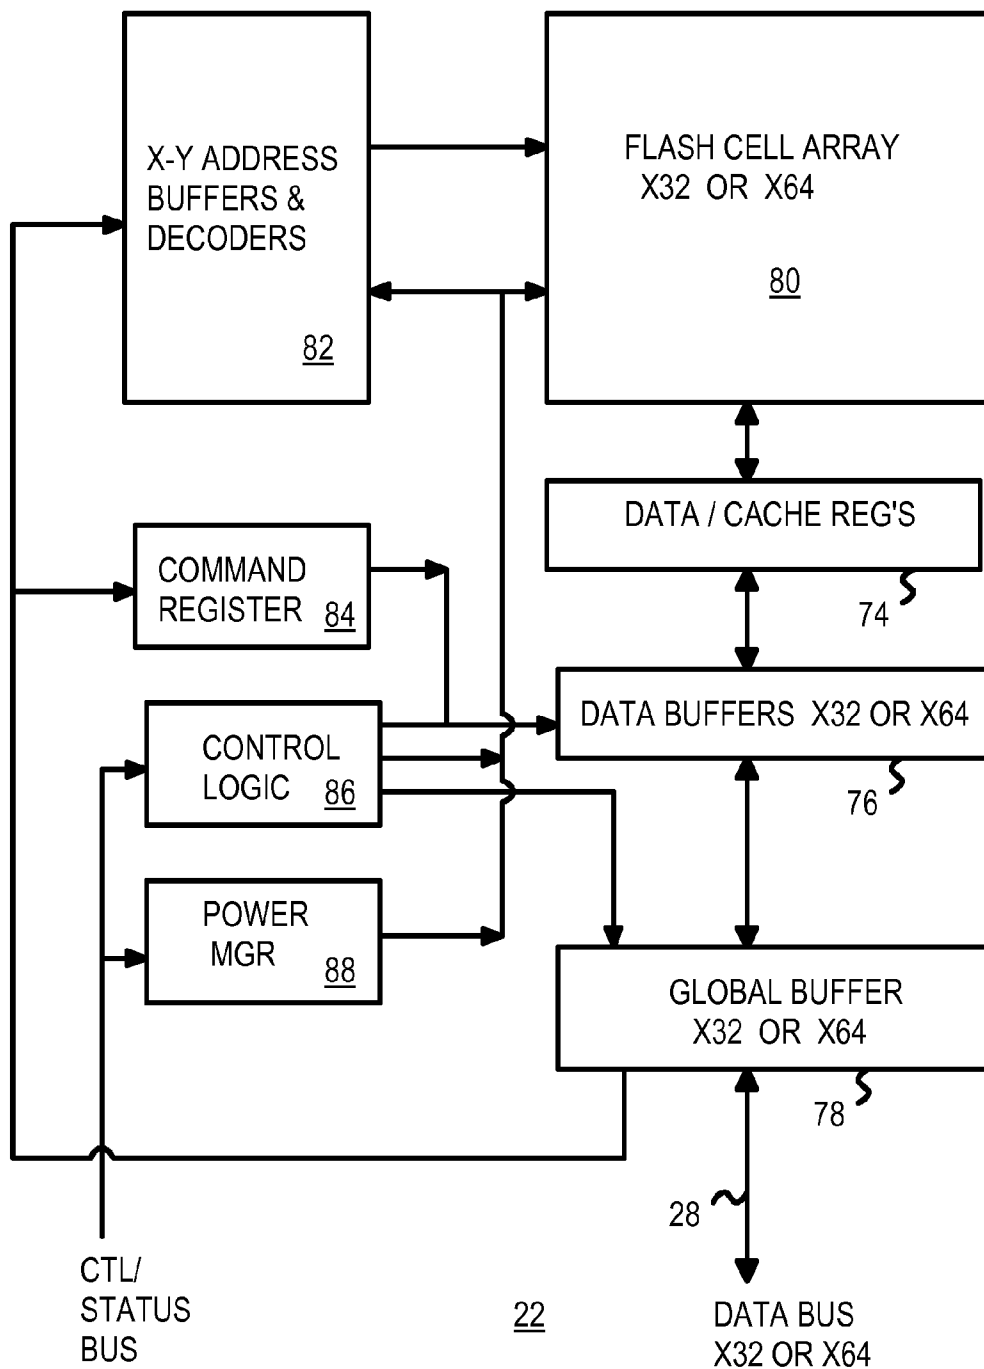 X-Y ADDRESS
BUFFERS &
DECODERS
82
FLASH CELL ARRAY
X32 OR X64
80
DATA / CACHE REG'S
74
COMMAND
REGISTER
84
DATA BUFFERS X32 OR X64
76
CONTROL
LOGIC
86
POWER
MGR
88
GLOBAL BUFFER
X32 OR X64
78
28
CTL/
STATUS
BUS
22
DATA BUS
X32 OR X64